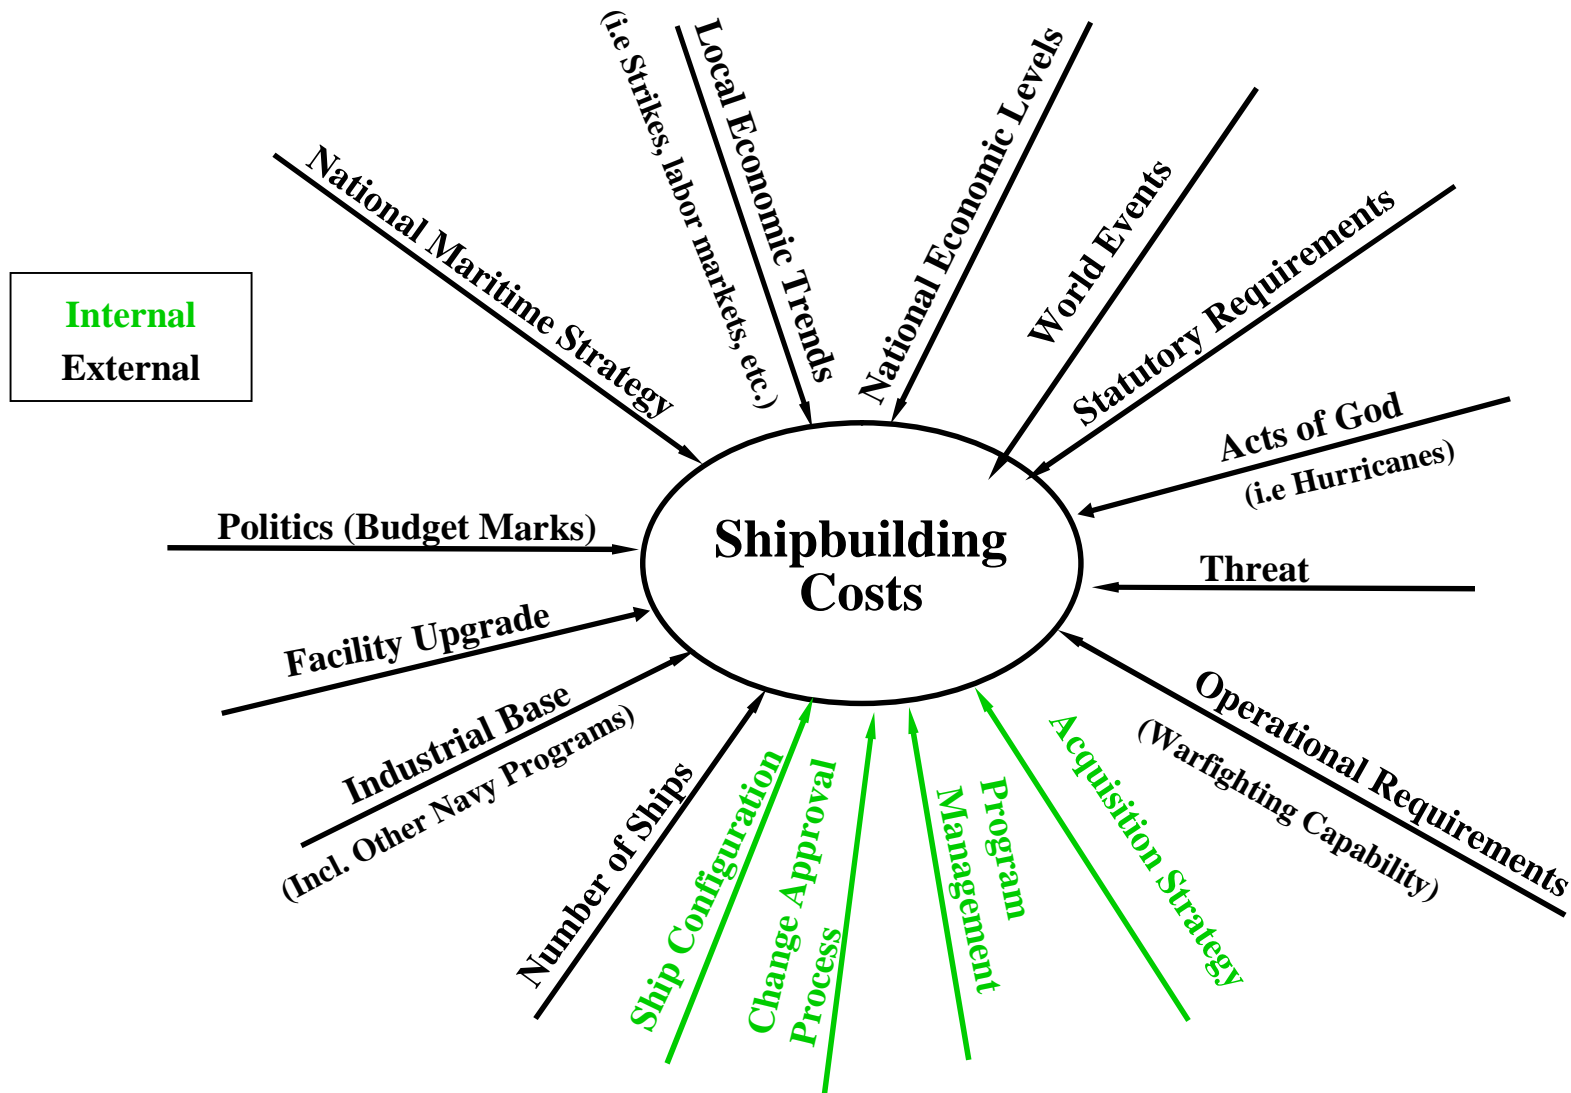 (i.e Strikes, labor markets, etc.)
Local Economic Trends
National Economic Levels
World Events
Statutory Requirements
National Maritime Strategy
Internal
External
Acts of God
(i.e Hurricanes)
Politics (Budget Marks)
Shipbuilding
Costs
Threat
Facility Upgrade
Industrial Base
(Incl. Other Navy Programs)
Number of Ships
Ship Configuration
Change Approval
Process
Program
Management
Acquisition Strategy
Operational Requirements
(Warfighting Capability)